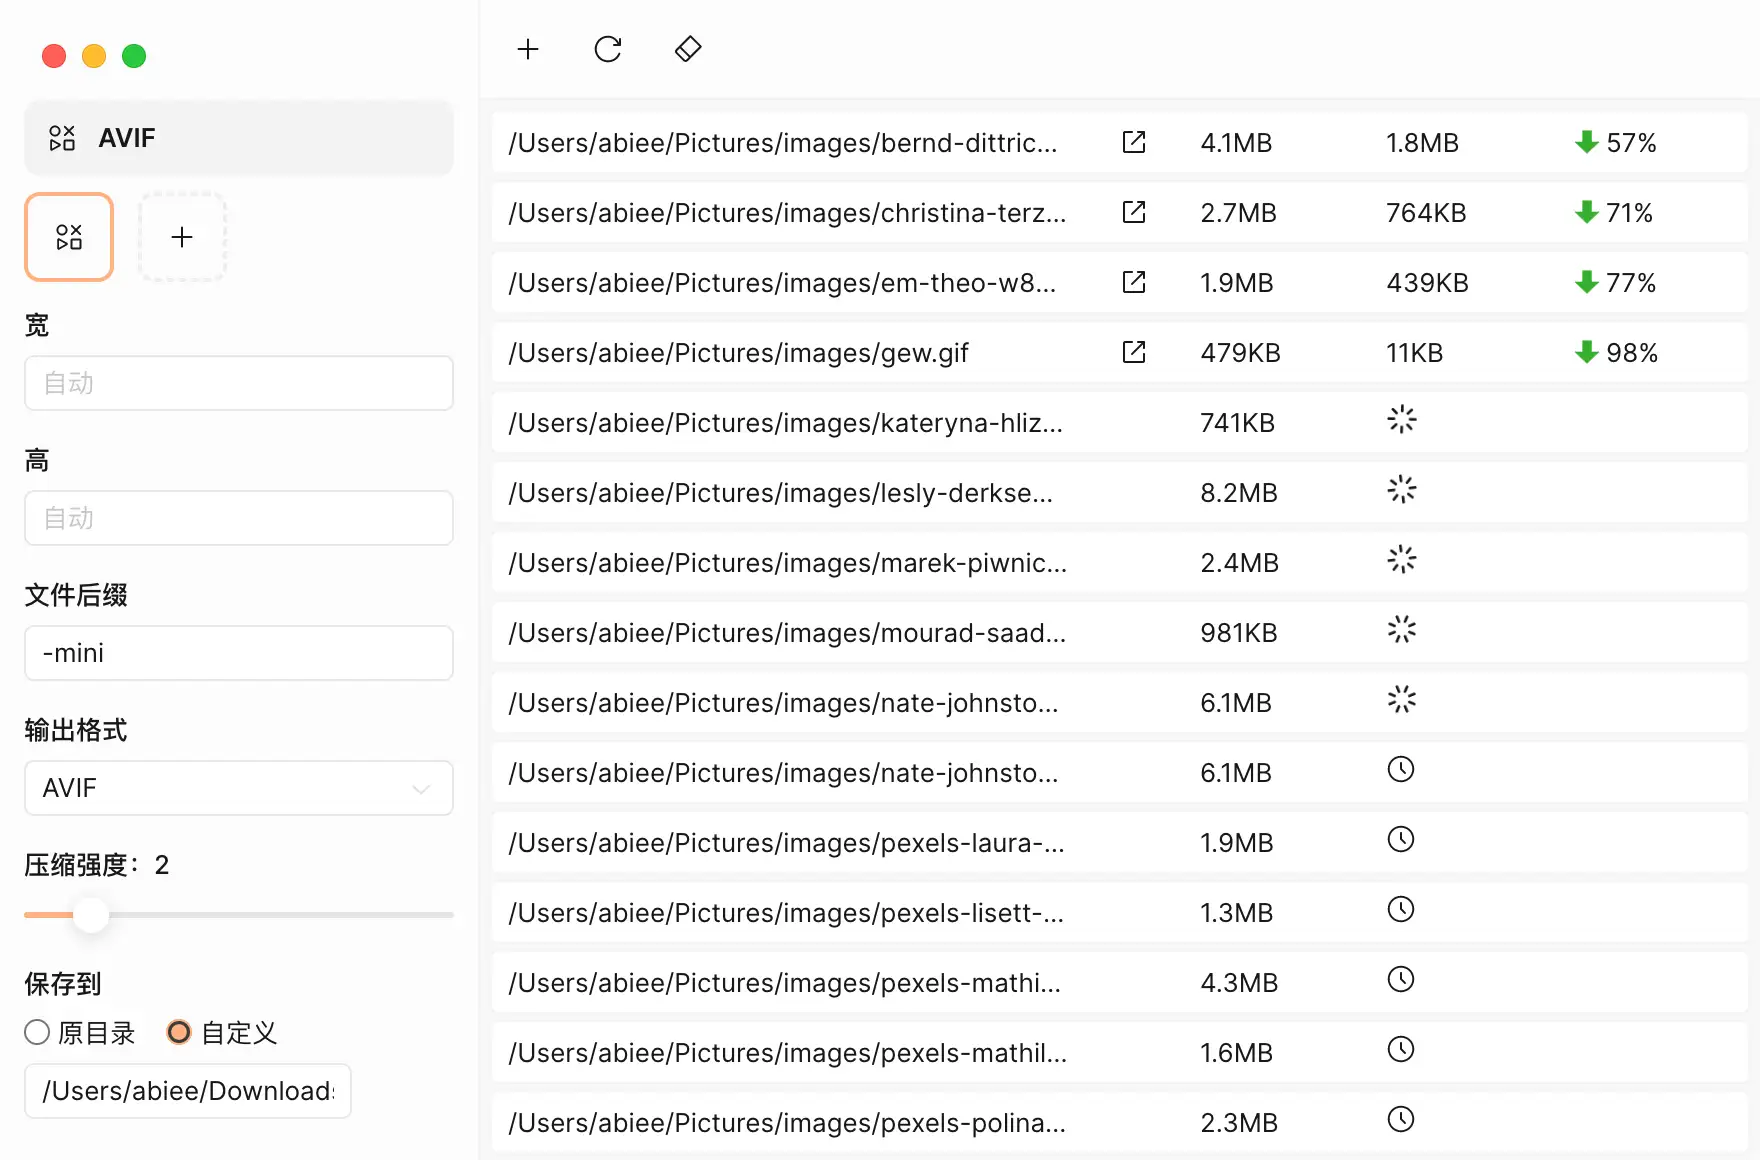 AVIF
宽
自动
高
自动
文件后缀
-mini
输出格式
AVIF
压缩强度：2
保存到
原目录 自定义
/Users/abiee/Downloads
/Users/abiee/Pictures/images/bernd-dittric... 4.1MB 1.8MB 57%
/Users/abiee/Pictures/images/christina-terz... 2.7MB 764KB 71%
/Users/abiee/Pictures/images/em-theo-w8... 1.9MB 439KB 77%
/Users/abiee/Pictures/images/gew.gif 479KB 11KB 98%
/Users/abiee/Pictures/images/kateryna-hliz... 741KB
/Users/abiee/Pictures/images/lesly-derkse... 8.2MB
/Users/abiee/Pictures/images/marek-piwnic... 2.4MB
/Users/abiee/Pictures/images/mourad-saad... 981KB
/Users/abiee/Pictures/images/nate-johnsto... 6.1MB
/Users/abiee/Pictures/images/nate-johnsto... 6.1MB
/Users/abiee/Pictures/images/pexels-laura-... 1.9MB
/Users/abiee/Pictures/images/pexels-lisett-... 1.3MB
/Users/abiee/Pictures/images/pexels-mathi... 4.3MB
/Users/abiee/Pictures/images/pexels-mathil... 1.6MB
/Users/abiee/Pictures/images/pexels-polina... 2.3MB